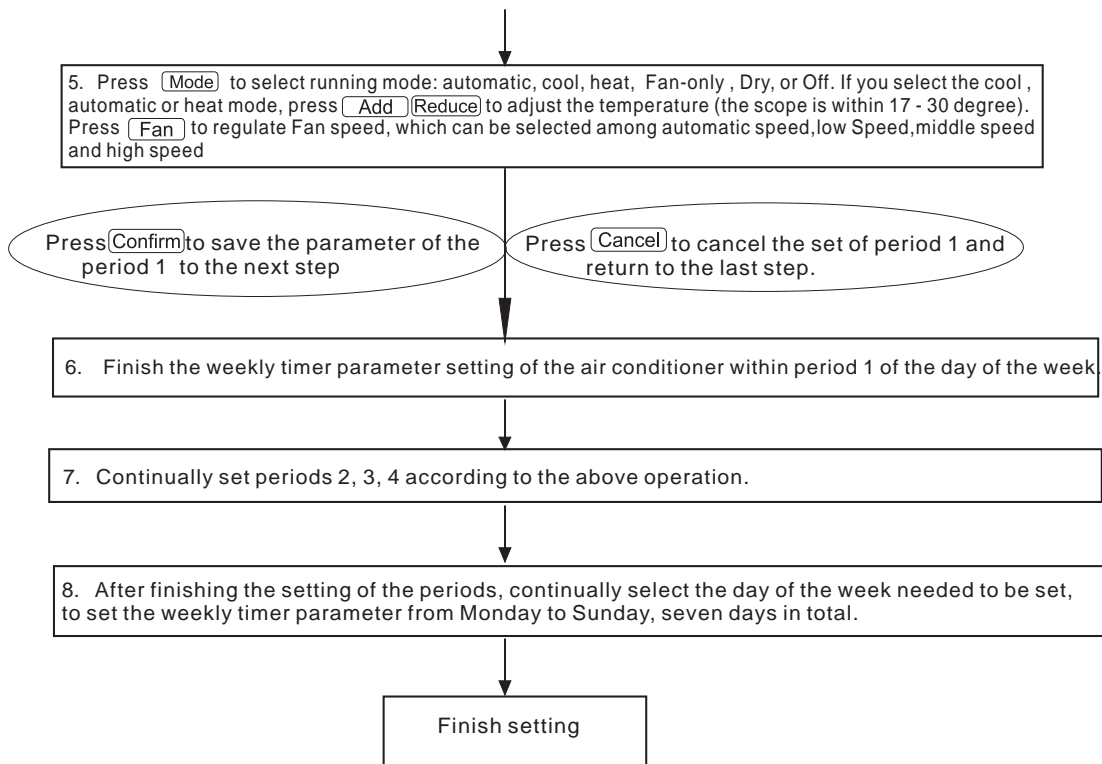 5. Press Mode to select running mode: automatic, cool, heat, Fan-only , Dry, or Off. If you select the cool ,
automatic or heat mode, press Add Reduce to adjust the temperature (the scope is within 17 - 30 degree).
Press Fan to regulate Fan speed, which can be selected among automatic speed,low Speed,middle speed
and high speed
Press Confirm to save the parameter of the
period 1 to the next step
Press Cancel to cancel the set of period 1 and
return to the last step.
6. Finish the weekly timer parameter setting of the air conditioner within period 1 of the day of the week.
7. Continually set periods 2, 3, 4 according to the above operation.
8. After finishing the setting of the periods, continually select the day of the week needed to be set,
to set the weekly timer parameter from Monday to Sunday, seven days in total.
Finish setting